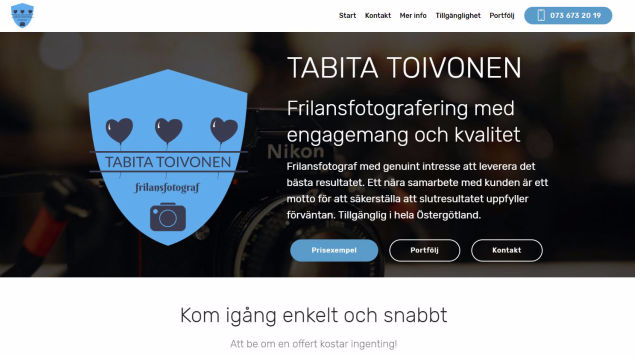 Start Kontakt Mer info Tillgänglighet Portfölj 073 673 20 19
TABITA TOIVONEN
frilansfotograf
TABITA TOIVONEN
Frilansfotografering med
engagemang och kvalitet
Nikon
Frilansfotograf med genuint intresse att leverera det
bästa resultatet. Ett nära samarbete med kunden är ett
motto för att säkerställa att slutresultatet uppfyller
förväntan. Tillgänglig i hela Östergötland.
Prisexempel Portfölj Kontakt
Kom igång enkelt och snabbt
Att be om en offert kostar ingenting!